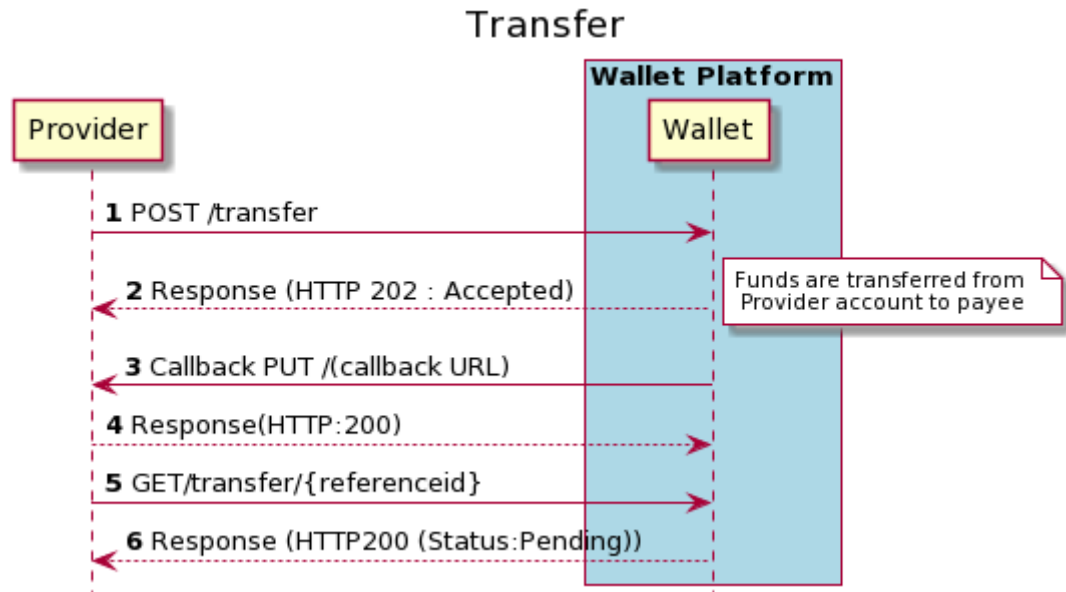 Transfer
Wallet Platform
Provider
Wallet
1 POST /transfer
2 Response (HTTP 202 : Accepted)
Funds are transferred from
Provider account to payee
3 Callback PUT /(callback URL)
4 Response(HTTP:200)
5 GET/transfer/{referenceid}
6 Response (HTTP200 (Status:Pending))